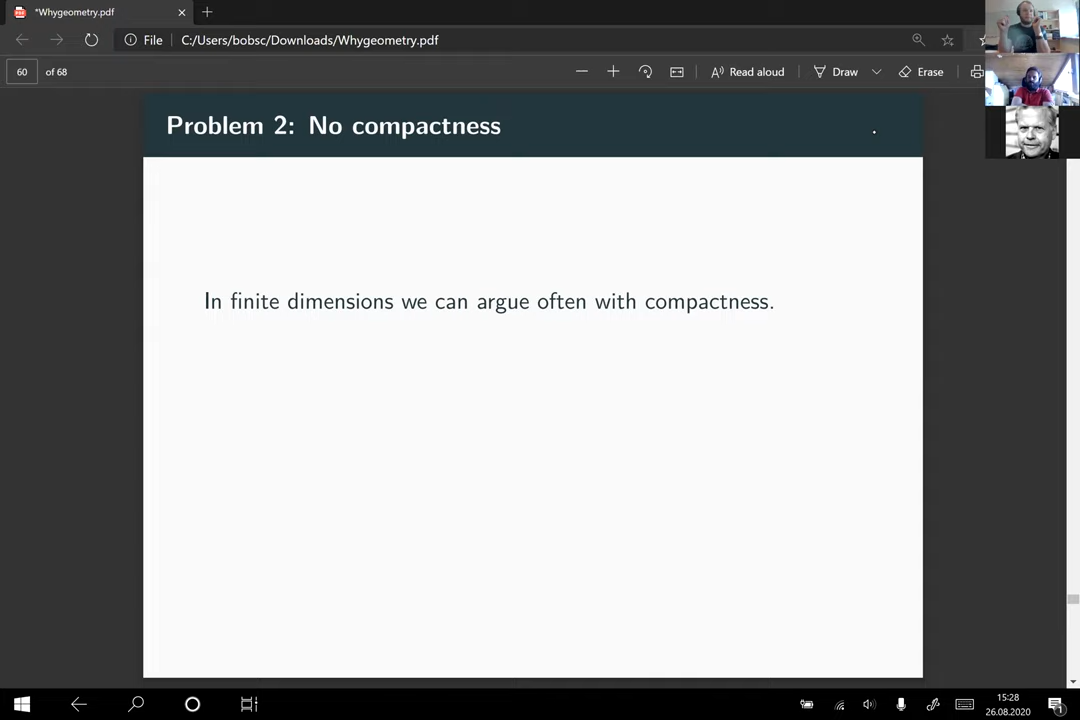 *Whygeometry.pdf
File C:/Users/bobsc/Downloads/Whygeometry.pdf
60 of 68 Read aloud Draw Erase
Problem 2: No compactness
In finite dimensions we can argue often with compactness.
15:28
26.08.2020
1